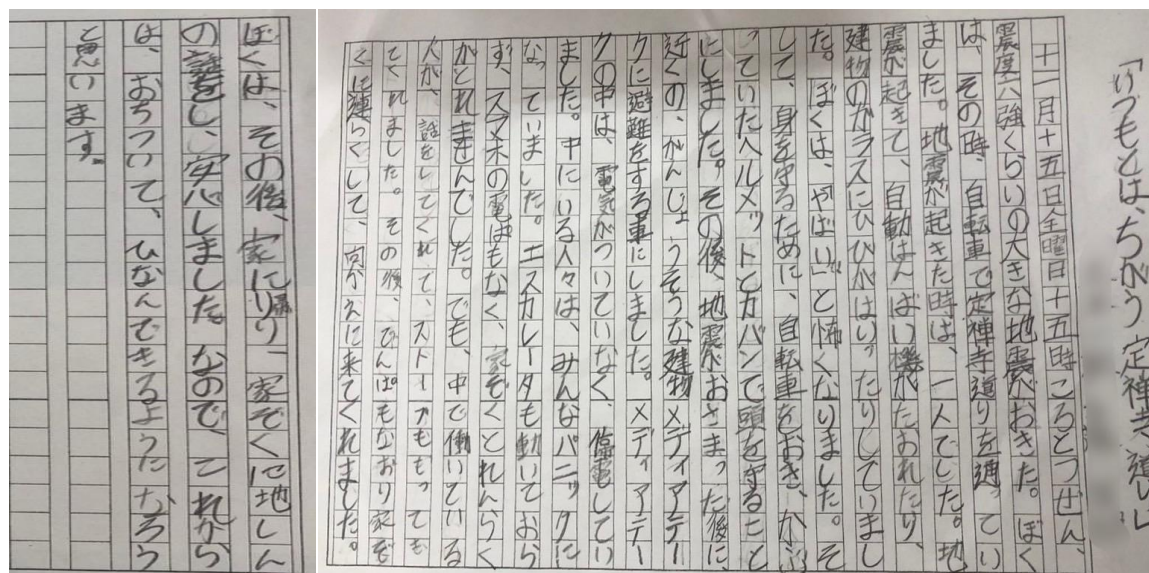 「いつもとは、ちがう定禅寺通り」
十一月十五日金曜日十五時ころとつぜん、
震度六強くらいの大きな地震がおきた。ぼく
は、その時、自転車で定禅寺通りを通ってい
ました。地震が起きた時は、一人でした。地
震が起きて、自動はんばい機がたおれたり、
建物のガラスにひびがはいったりしていまし
た。ぼくは、「やばい」と怖くなりました。そ
して、身を守るために、自転車をおき、かぶ
っていたヘルメットとカバンで頭を守ること
にしました。その後、地震がおさまった後に、
近くの、がんじょうそうな建物メディアテー
クに避難をする事にしました。メディアテー
クの中は、電気がついていなく、停電してい
ました。中にいる人々は、みんなパニックに
なっていました。エスカレータも動いておら
ず、スマホの電ぱもなく、家ぞくとれんらく
がとれませんでした。でも、中で働いている
人が、話をしてくれて、ストーブももっても
てくれました。その後、でんぱもなおり家ぞ
くに連らくして、向かえに来てくれました。
ぼくは、その後、家に帰り、家ぞくに地しん
の話をし、安心しました。なので、これから
は、おちついて、ひなんできるようになろう
と思います。